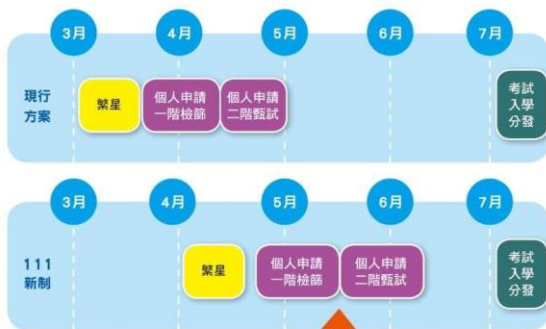 3月 4月 5月 6月 7月
現行
方案
繁星
個人申請
一階檢篩
個人申請
二階甄試
考試
入學
分發
3月 4月 5月 6月 7月
111
新制
繁星
個人申請
一階檢篩
個人申請
二階甄試
考試
入學
分發